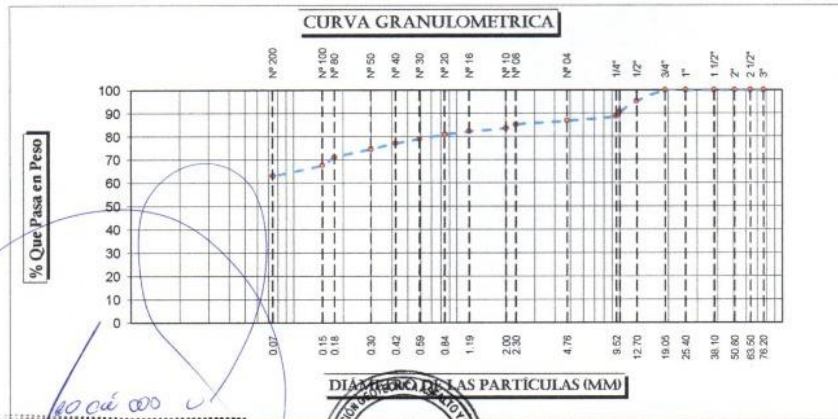 CURVA GRANULOMETRICA
Nº 200 Nº 100 Nº 80 Nº 50 Nº 40 Nº 30 Nº 20 Nº 16 Nº 10 Nº 08 Nº 04 1/4" 1/2" 3/4" 1" 1 1/2" 2" 2 1/2" 3"
% Que Pasa en Peso
100
90
80
70
60
50
40
30
20
10
0
0.07 0.15 0.18 0.30 0.42 0.59 0.84 1.19 2.00 2.30 4.76 9.52 12.70 19.05 25.40 38.10 50.80 63.50 76.20
DIÁMETRO DE LAS PARTÍCULAS (MM)